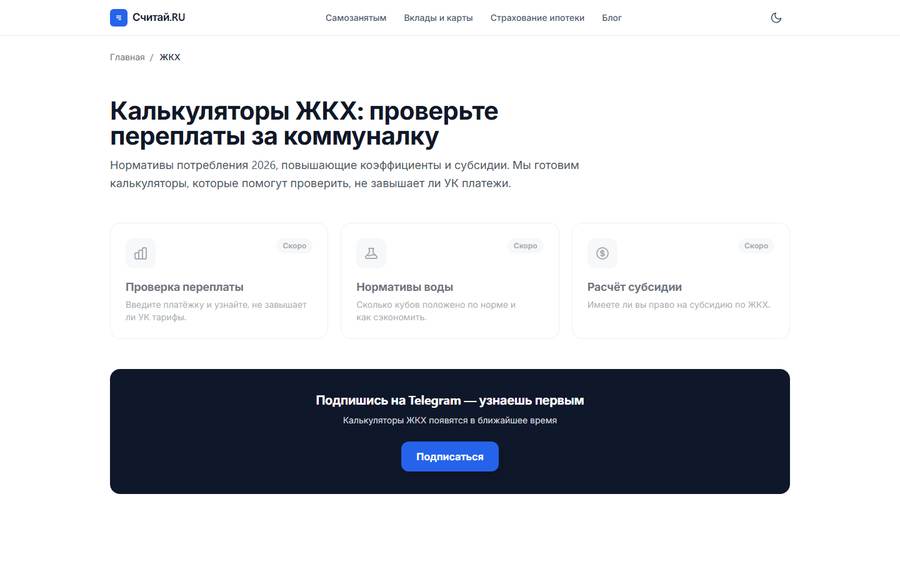 Считай.RU
Самозанятым
Вклады и карты
Страхование ипотеки
Блог
Главная / ЖКХ
Калькуляторы ЖКХ: проверьте
переплаты за коммуналку
Нормативы потребления 2026, повышающие коэффициенты и субсидии. Мы готовим
калькуляторы, которые помогут проверить, не завышает ли УК платежи.
Скоро
Проверка переплаты
Введите платёжку и узнайте, не завышает
ли УК тарифы.
Скоро
Нормативы воды
Сколько кубов положено по норме и
как сэкономить.
Скоро
Расчёт субсидии
Имеете ли вы право на субсидию по ЖКХ.
Подпишись на Telegram — узнаешь первым
Калькуляторы ЖКХ появятся в ближайшее время
Подписаться